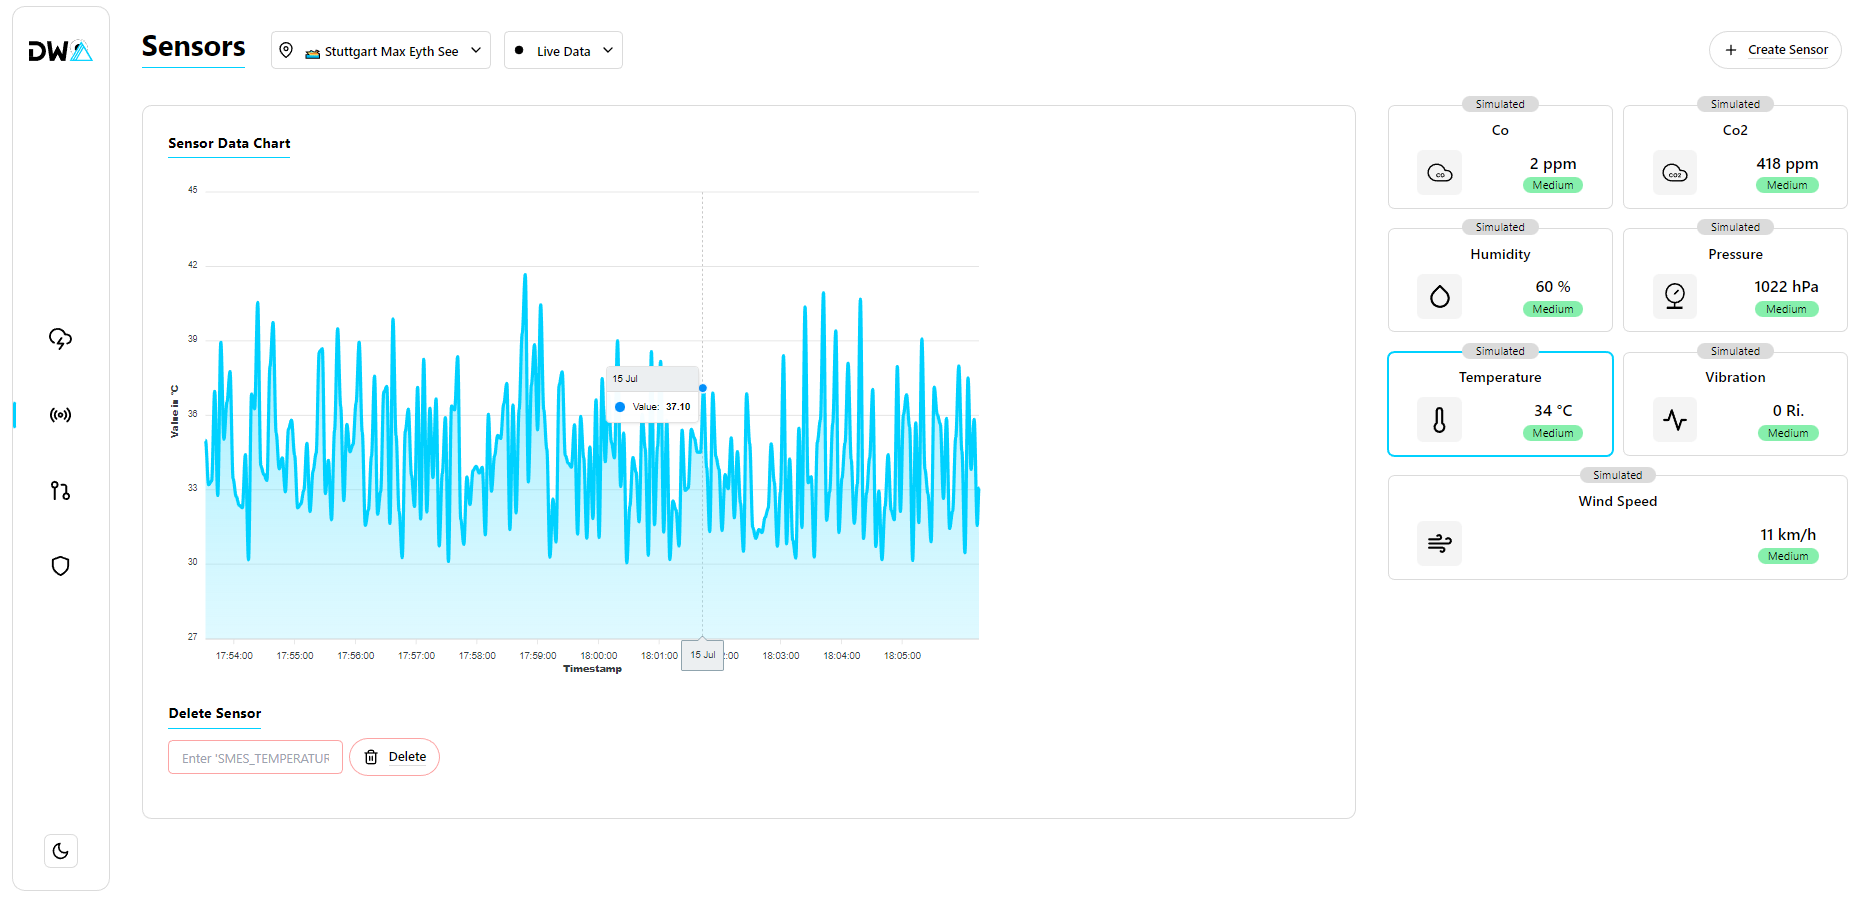 DW
Sensors
Stuttgart Max Eyth See
Live Data
Create Sensor
Sensor Data Chart
45
42
39
36
33
30
27
Value in °C
15 Jul
Value: 37.10
17:54:00 17:55:00 17:56:00 17:57:00 17:58:00 17:59:00 18:00:00 18:01:00 15 Jul 2:00 18:03:00 18:04:00 18:05:00
Timestamp
Delete Sensor
Enter 'SMES_TEMPERATUR
Delete
Simulated
Co
CO
2 ppm
Medium
Simulated
Co2
CO2
418 ppm
Medium
Simulated
Humidity
60 %
Medium
Simulated
Pressure
1022 hPa
Medium
Simulated
Temperature
34 °C
Medium
Simulated
Vibration
0 Ri.
Medium
Simulated
Wind Speed
11 km/h
Medium